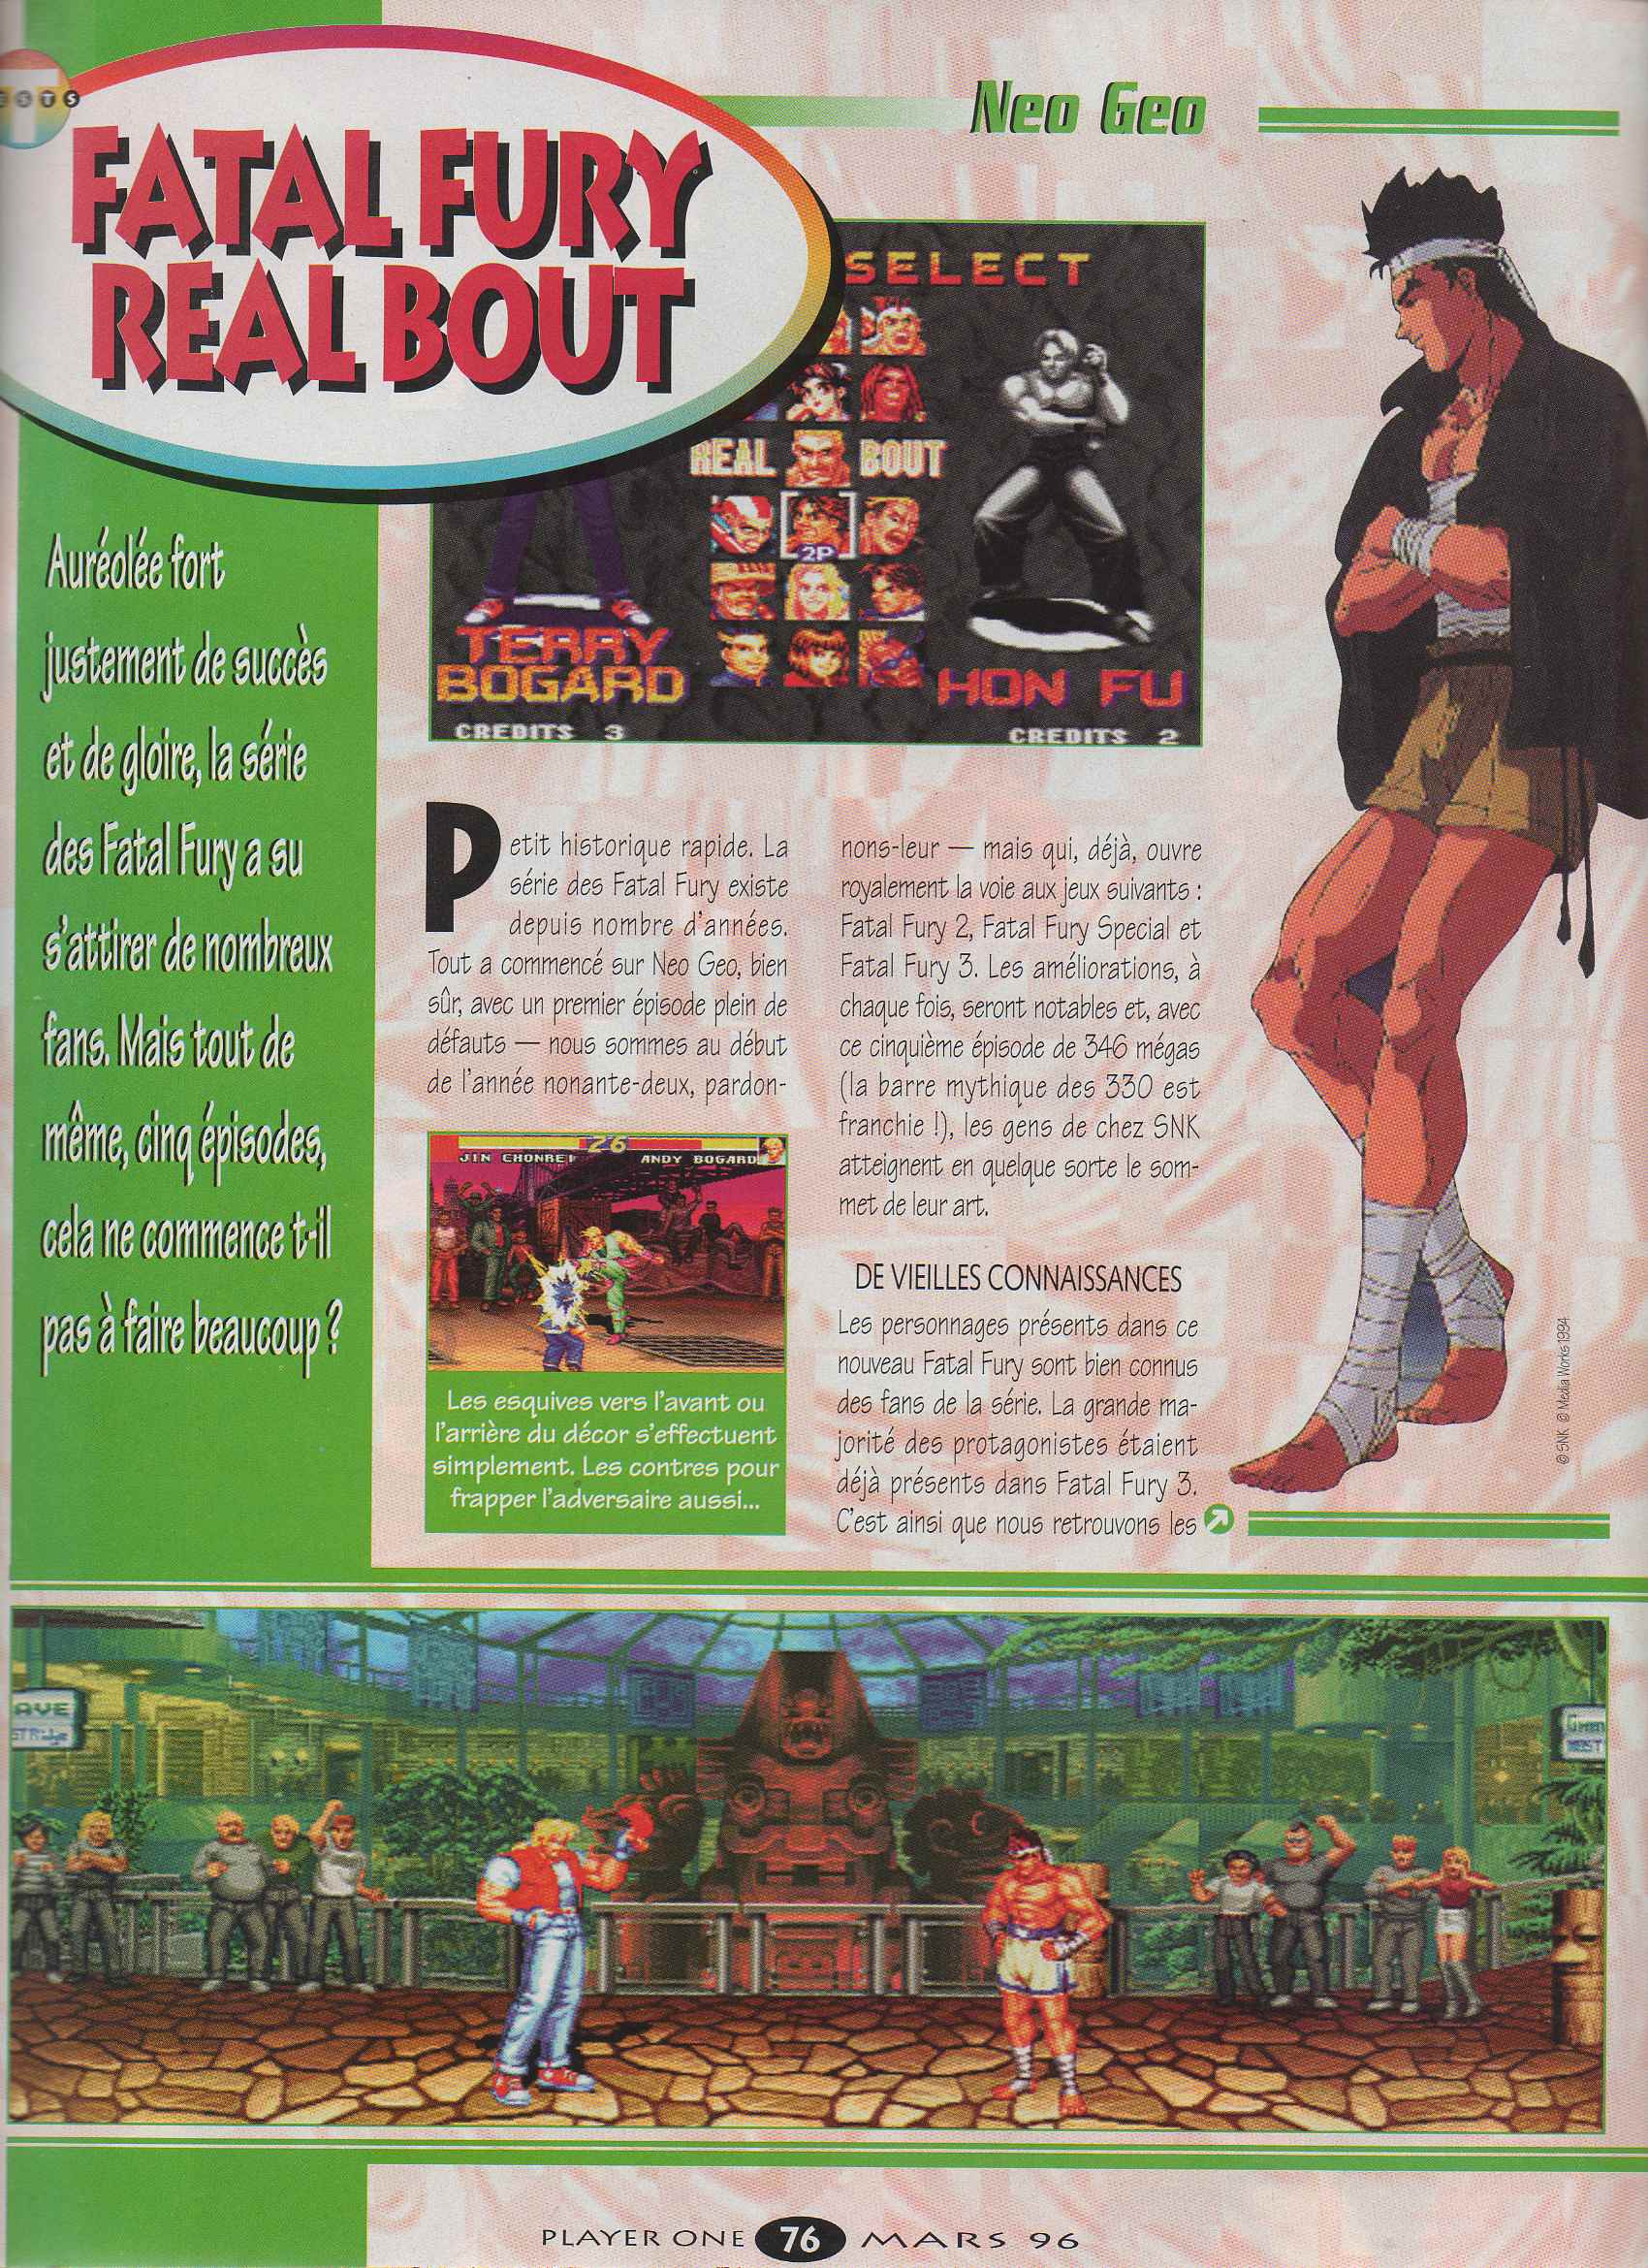 TESTS
Neo Geo
FATAL FURY
REAL BOUT
SELECT
REAL BOUT
2P
TERRY
BOGARD
HON FU
CREDITS 3
CREDITS 2
Auréolée fort
justement de succès
et de gloire, la série
des Fatal Fury a su
s'attirer de nombreux
fans. Mais tout de
même, cinq épisodes,
cela ne commence t-il
pas à faire beaucoup ?
Petit historique rapide. La
série des Fatal Fury existe
depuis nombre d'années.
Tout a commencé sur Neo Geo, bien
sûr, avec un premier épisode plein de
défauts — nous sommes au début
de l'année nonante-deux, pardon-
26
JIN CHONREI
ANDY BOGARD
Les esquives vers l'avant ou
l'arrière du décor s'effectuent
simplement. Les contres pour
frapper l'adversaire aussi...
nons-leur — mais qui, déjà, ouvre
royalement la voie aux jeux suivants :
Fatal Fury 2, Fatal Fury Special et
Fatal Fury 3. Les améliorations, à
chaque fois, seront notables et, avec
ce cinquième épisode de 346 mégas
(la barre mythique des 330 est
franchie !), les gens de chez SNK
atteignent en quelque sorte le som-
met de leur art.
DE VIEILLES CONNAISSANCES
Les personnages présents dans ce
nouveau Fatal Fury sont bien connus
des fans de la série. La grande ma-
jorité des protagonistes étaient
déjà présents dans Fatal Fury 3.
C'est ainsi que nous retrouvons les
© SNK © Media Works 1994
AVE
Green
PLAYER ONE 76 MARS 96